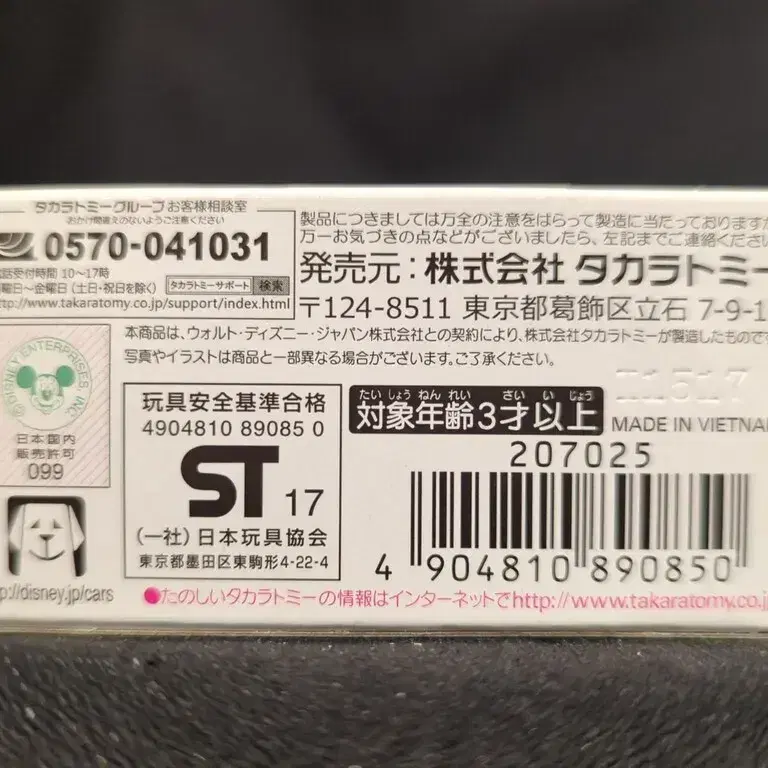 タカラトミーグループ お客様相談室
おかけ間違えのないようご注意ください
0570-041031
話受付時間 10〜17時
曜日〜金曜日 (土日・祝日を除く) タカラトミーサポート 検索
http://www.takaratomy.co.jp/support/index.html
製品につきましては万全の注意をはらって製造に当たっておりますが
万一お気づきの点などがございましたら、左記までご連絡ください
発売元：株式会社 タカラトミー
〒124-8511 東京都葛飾区立石 7-9-1
本商品は、ウォルト・ディズニー・ジャパン株式会社との契約により、株式会社タカラトミーが製造したものです
写真やイラストは商品と一部異なる場合がございます。ご了承ください。
©DISNEY ENTERPRISES INC.
日本国内
販売許可
099
玩具安全基準合格
4904810 89085 0
ST 17
(一社)日本玩具協会
東京都墨田区東駒形4-22-4
たい しょう ねん れい さい い じょう
対象年齢3才以上
MADE IN VIETNAM
207025
4 904810 890850
p://disney.jp/cars
●たのしいタカラトミーの情報はインターネットでhttp://www.takaratomy.co.jp